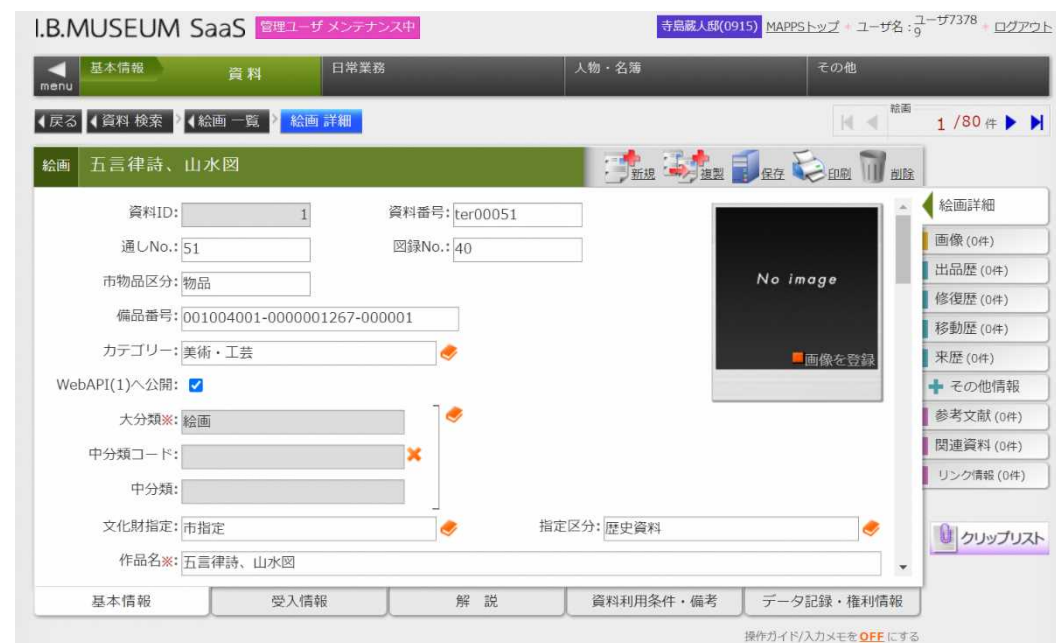 I.B.MUSEUM SaaS 管理ユーザ メンテナンス中 寺島蔵人邸(0915) MAPPSトップ ユーザ名：ユーザ73789 ログアウト
menu 基本情報 資料 日常業務 人物・名簿 その他
戻る 資料 検索 絵画 一覧 絵画 詳細 絵画 1 /80 件
絵画 五言律詩、山水図 新規 複製 保存 印刷 削除
資料ID: 1 資料番号: ter00051
通しNo.: 51 図録No.: 40
市物品区分: 物品
備品番号: 001004001-0000001267-000001
カテゴリー: 美術・工芸
WebAPI(1)へ公開:
大分類※: 絵画
中分類コード:
中分類:
文化財指定: 市指定 指定区分: 歴史資料
作品名※: 五言律詩、山水図
No image
画像を登録
絵画詳細
画像 (0件)
出品歴 (0件)
修復歴 (0件)
移動歴 (0件)
来歴 (0件)
その他情報
参考文献 (0件)
関連資料 (0件)
リンク情報 (0件)
クリップリスト
基本情報 受入情報 解 説 資料利用条件・備考 データ記録・権利情報
操作ガイド/入力メモを OFF にする